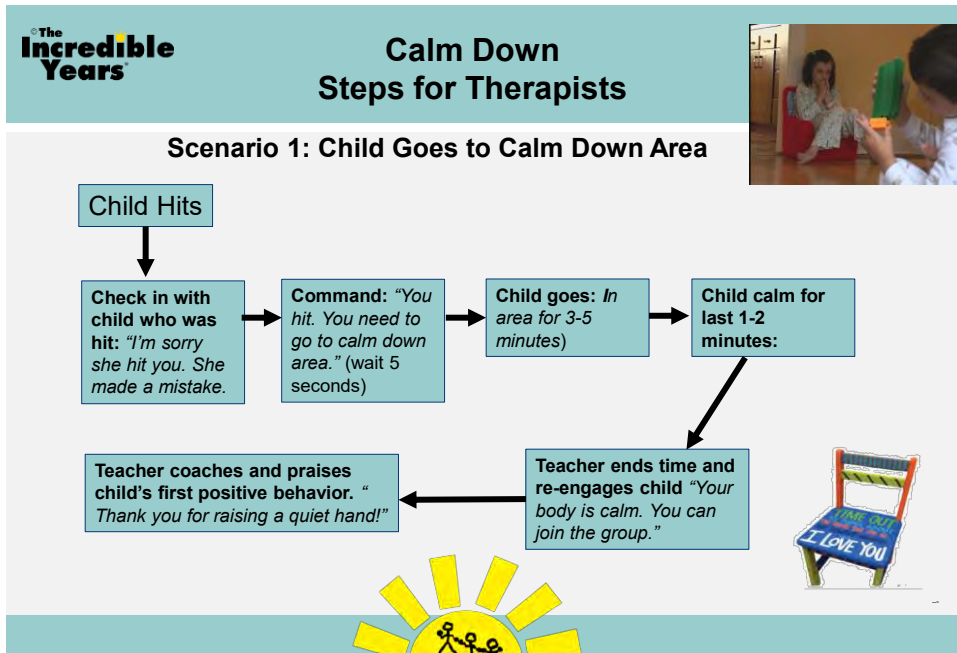 ©The
Incredible
Years®
Calm Down
Steps for Therapists
Scenario 1: Child Goes to Calm Down Area
Child Hits
Check in with
child who was
hit: “I’m sorry
she hit you. She
made a mistake.
Command: “You
hit. You need to
go to calm down
area.” (wait 5
seconds)
Child goes: In
area for 3-5
minutes)
Child calm for
last 1-2
minutes:
Teacher coaches and praises
child’s first positive behavior. “
Thank you for raising a quiet hand!”
Teacher ends time and
re-engages child “Your
body is calm. You can
join the group.”
TIME OUT
I LOVE YOU